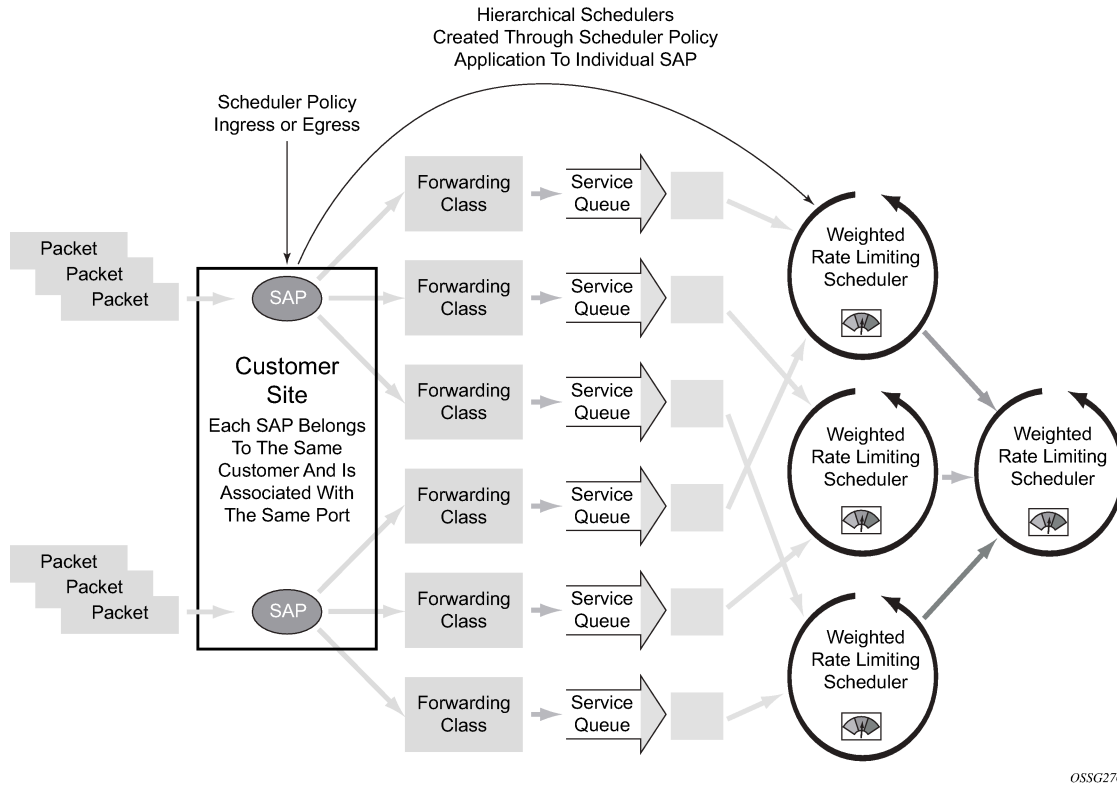 Hierarchical Schedulers
Created Through Scheduler Policy
Application To Individual SAP
Scheduler Policy
Ingress or Egress
Packet
Packet
Packet
SAP
Customer
Site
Each SAP Belongs
To The Same
Customer And Is
Associated With
The Same Port
Packet
Packet
Packet
SAP
Forwarding
Class
Service
Queue
Forwarding
Class
Service
Queue
Forwarding
Class
Service
Queue
Forwarding
Class
Service
Queue
Forwarding
Class
Service
Queue
Forwarding
Class
Service
Queue
Weighted
Rate Limiting
Scheduler
Weighted
Rate Limiting
Scheduler
Weighted
Rate Limiting
Scheduler
Weighted
Rate Limiting
Scheduler